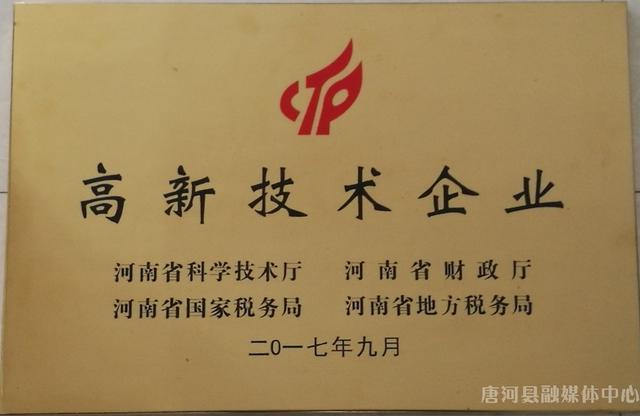 CTP
高新技术企业
河南省科学技术厅 河南省财政厅
河南省国家税务局 河南省地方税务局
二0一七年九月
唐河县融媒体中心